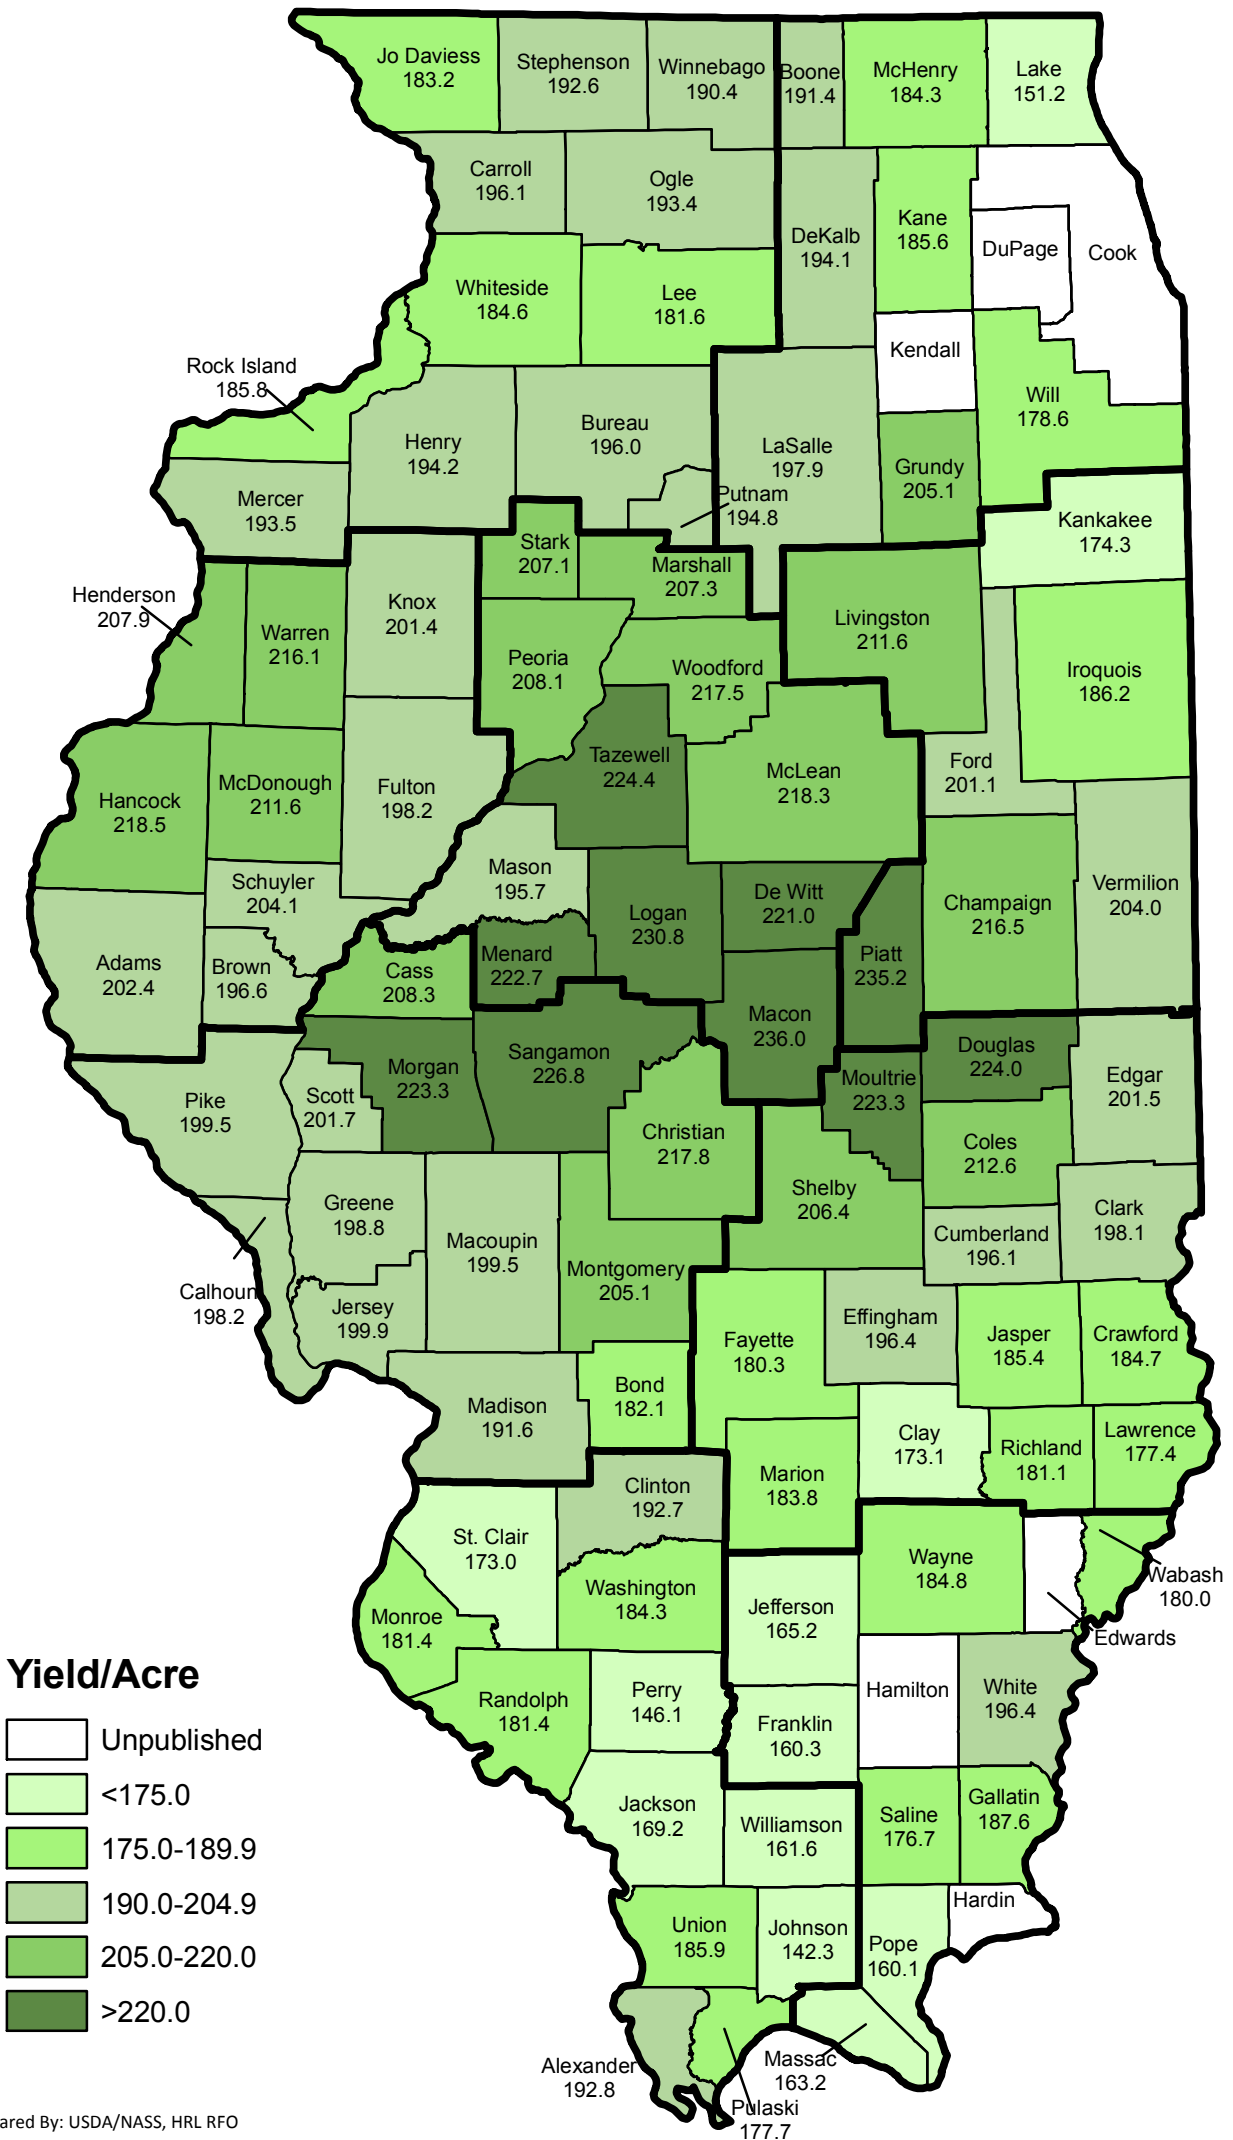 Jo Daviess
183.2
Stephenson
192.6
Winnebago
190.4
Boone
191.4
McHenry
184.3
Lake
151.2
Carroll
196.1
Ogle
193.4
DeKalb
194.1
Kane
185.6
DuPage
Cook
Whiteside
184.6
Lee
181.6
Kendall
Rock Island
185.8
Will
178.6
Henry
194.2
Bureau
196.0
LaSalle
197.9
Grundy
205.1
Mercer
193.5
Putnam
194.8
Kankakee
174.3
Stark
207.1
Marshall
207.3
Henderson
207.9
Warren
216.1
Knox
201.4
Livingston
211.6
Peoria
208.1
Woodford
217.5
Iroquois
186.2
Tazewell
224.4
McLean
218.3
Ford
201.1
Hancock
218.5
McDonough
211.6
Fulton
198.2
Mason
195.7
Schuyler
204.1
Logan
230.8
De Witt
221.0
Champaign
216.5
Vermilion
204.0
Adams
202.4
Brown
196.6
Cass
208.3
Menard
222.7
Piatt
235.2
Macon
236.0
Morgan
223.3
Sangamon
226.8
Douglas
224.0
Moultrie
223.3
Edgar
201.5
Pike
199.5
Scott
201.7
Christian
217.8
Coles
212.6
Shelby
206.4
Greene
198.8
Macoupin
199.5
Cumberland
196.1
Clark
198.1
Montgomery
205.1
Calhoun
198.2
Jersey
199.9
Fayette
180.3
Effingham
196.4
Jasper
185.4
Crawford
184.7
Bond
182.1
Madison
191.6
Clay
173.1
Richland
181.1
Lawrence
177.4
Marion
183.8
Clinton
192.7
St. Clair
173.0
Wayne
184.8
Wabash
180.0
Washington
184.3
Jefferson
165.2
Edwards
Monroe
181.4
Yield/Acre
Randolph
181.4
Perry
146.1
Hamilton
White
196.4
Franklin
160.3
Unpublished
<175.0
175.0-189.9
190.0-204.9
205.0-220.0
>220.0
Jackson
169.2
Williamson
161.6
Saline
176.7
Gallatin
187.6
Hardin
Union
185.9
Johnson
142.3
Pope
160.1
Alexander
192.8
Massac
163.2
Pulaski
177.7
ared By: USDA/NASS, HRL RFO